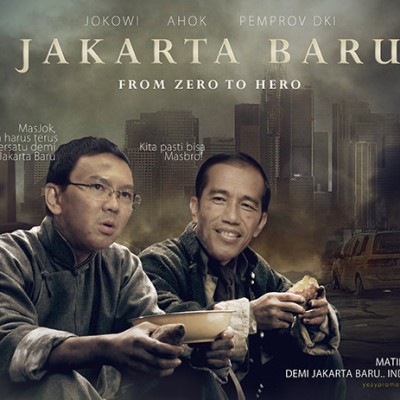 JOKOWI AHOK PEMPROV DKI
JAKARTA BARU
FROM ZERO TO HERO
MasJok,
harus terus
ersatu demi
Jakarta Baru
Kita pasti bisa
Masbro!
MATI
DEMI JAKARTA BARU.. IND